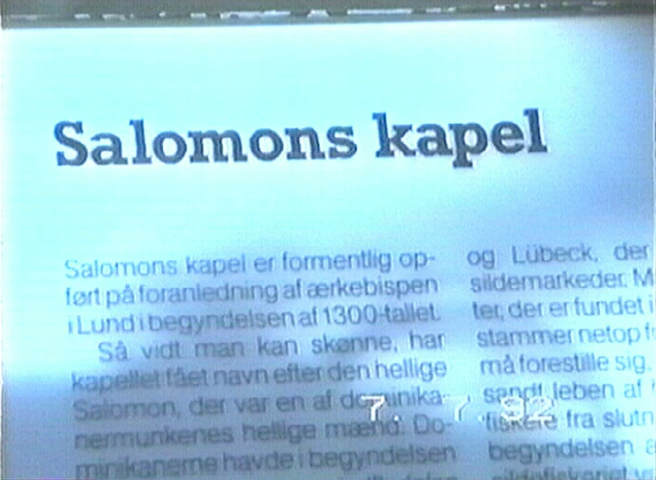 Salomons kapel
Salomons kapel er formentlig op-
ført på foranledning af ærkebispen
i Lund i begyndelsen af 1300-tallet.
Så vidt man kan skønne, har
kapellet fået navn efter den hellige
Salomon, der var en af dominika-
nermunkenes hellige mænd. Do-
minikanerne havde i begyndelsen
og Lübeck, der
sildemarkeder. M
ter, der er fundet i
stammer netop f
må forestille sig,
sandt leben af
fiskere fra slutn
begyndelsen a
7. 7. 92